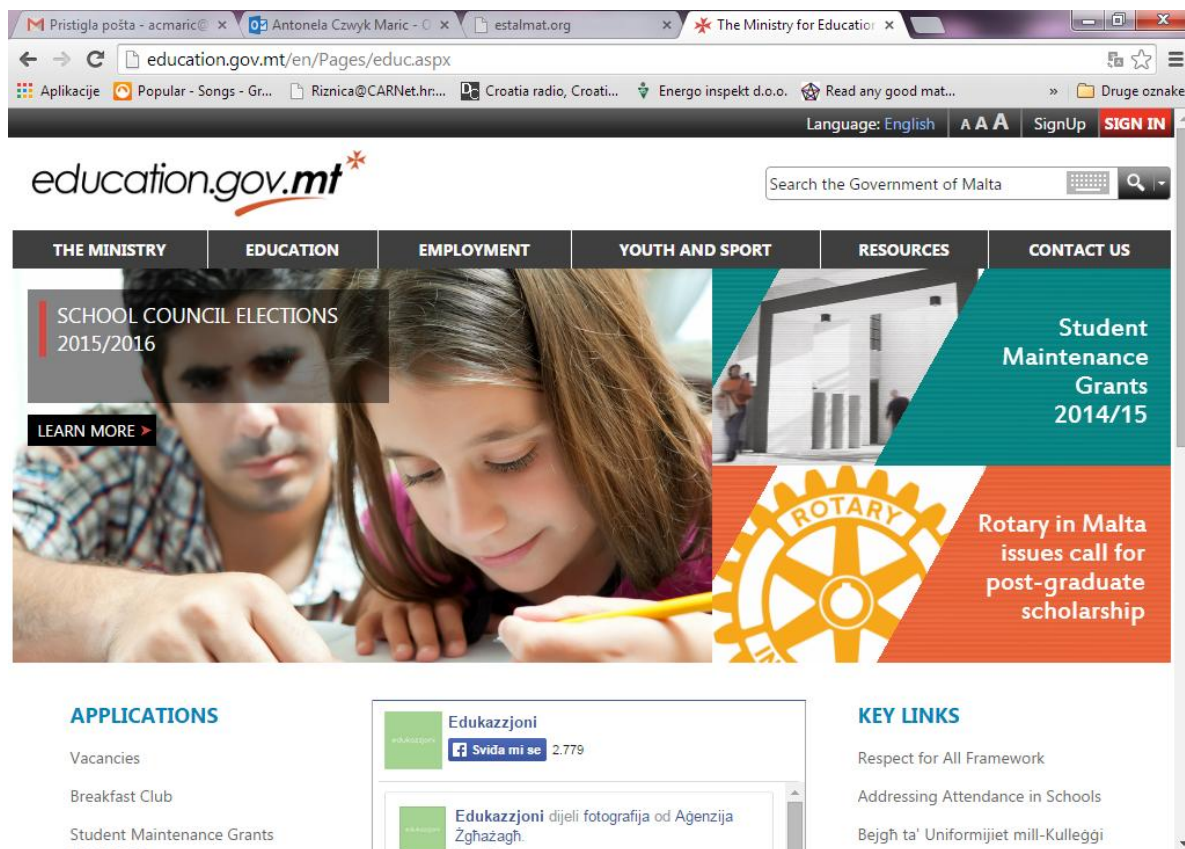 Pristigla pošta - acmaric@
Antonela Czwyk Maric - O
estalmat.org
The Ministry for Education
education.gov.mt/en/Pages/educ.aspx
Aplikacije
Popular - Songs - Gr...
Riznica@CARNet.hr:...
Croatia radio, Croati...
Energo inspekt d.o.o.
Read any good mat...
»
Druge oznake
Language: English
A A A
SignUp
SIGN IN
education.gov.mt
Search the Government of Malta
THE MINISTRY
EDUCATION
EMPLOYMENT
YOUTH AND SPORT
RESOURCES
CONTACT US
SCHOOL COUNCIL ELECTIONS
2015/2016
LEARN MORE
Student
Maintenance
Grants
2014/15
ROTARY
Rotary in Malta
issues call for
post-graduate
scholarship
APPLICATIONS
Vacancies
Breakfast Club
Student Maintenance Grants
edukazzjoni
Edukazzjoni
Sviđa mi se 2.779
Edukazzjoni dijeli fotografija od Aġenzija
Żgħażagħ.
KEY LINKS
Respect for All Framework
Addressing Attendance in Schools
Bejgħ ta' Uniformijiet mill-Kulleġġi